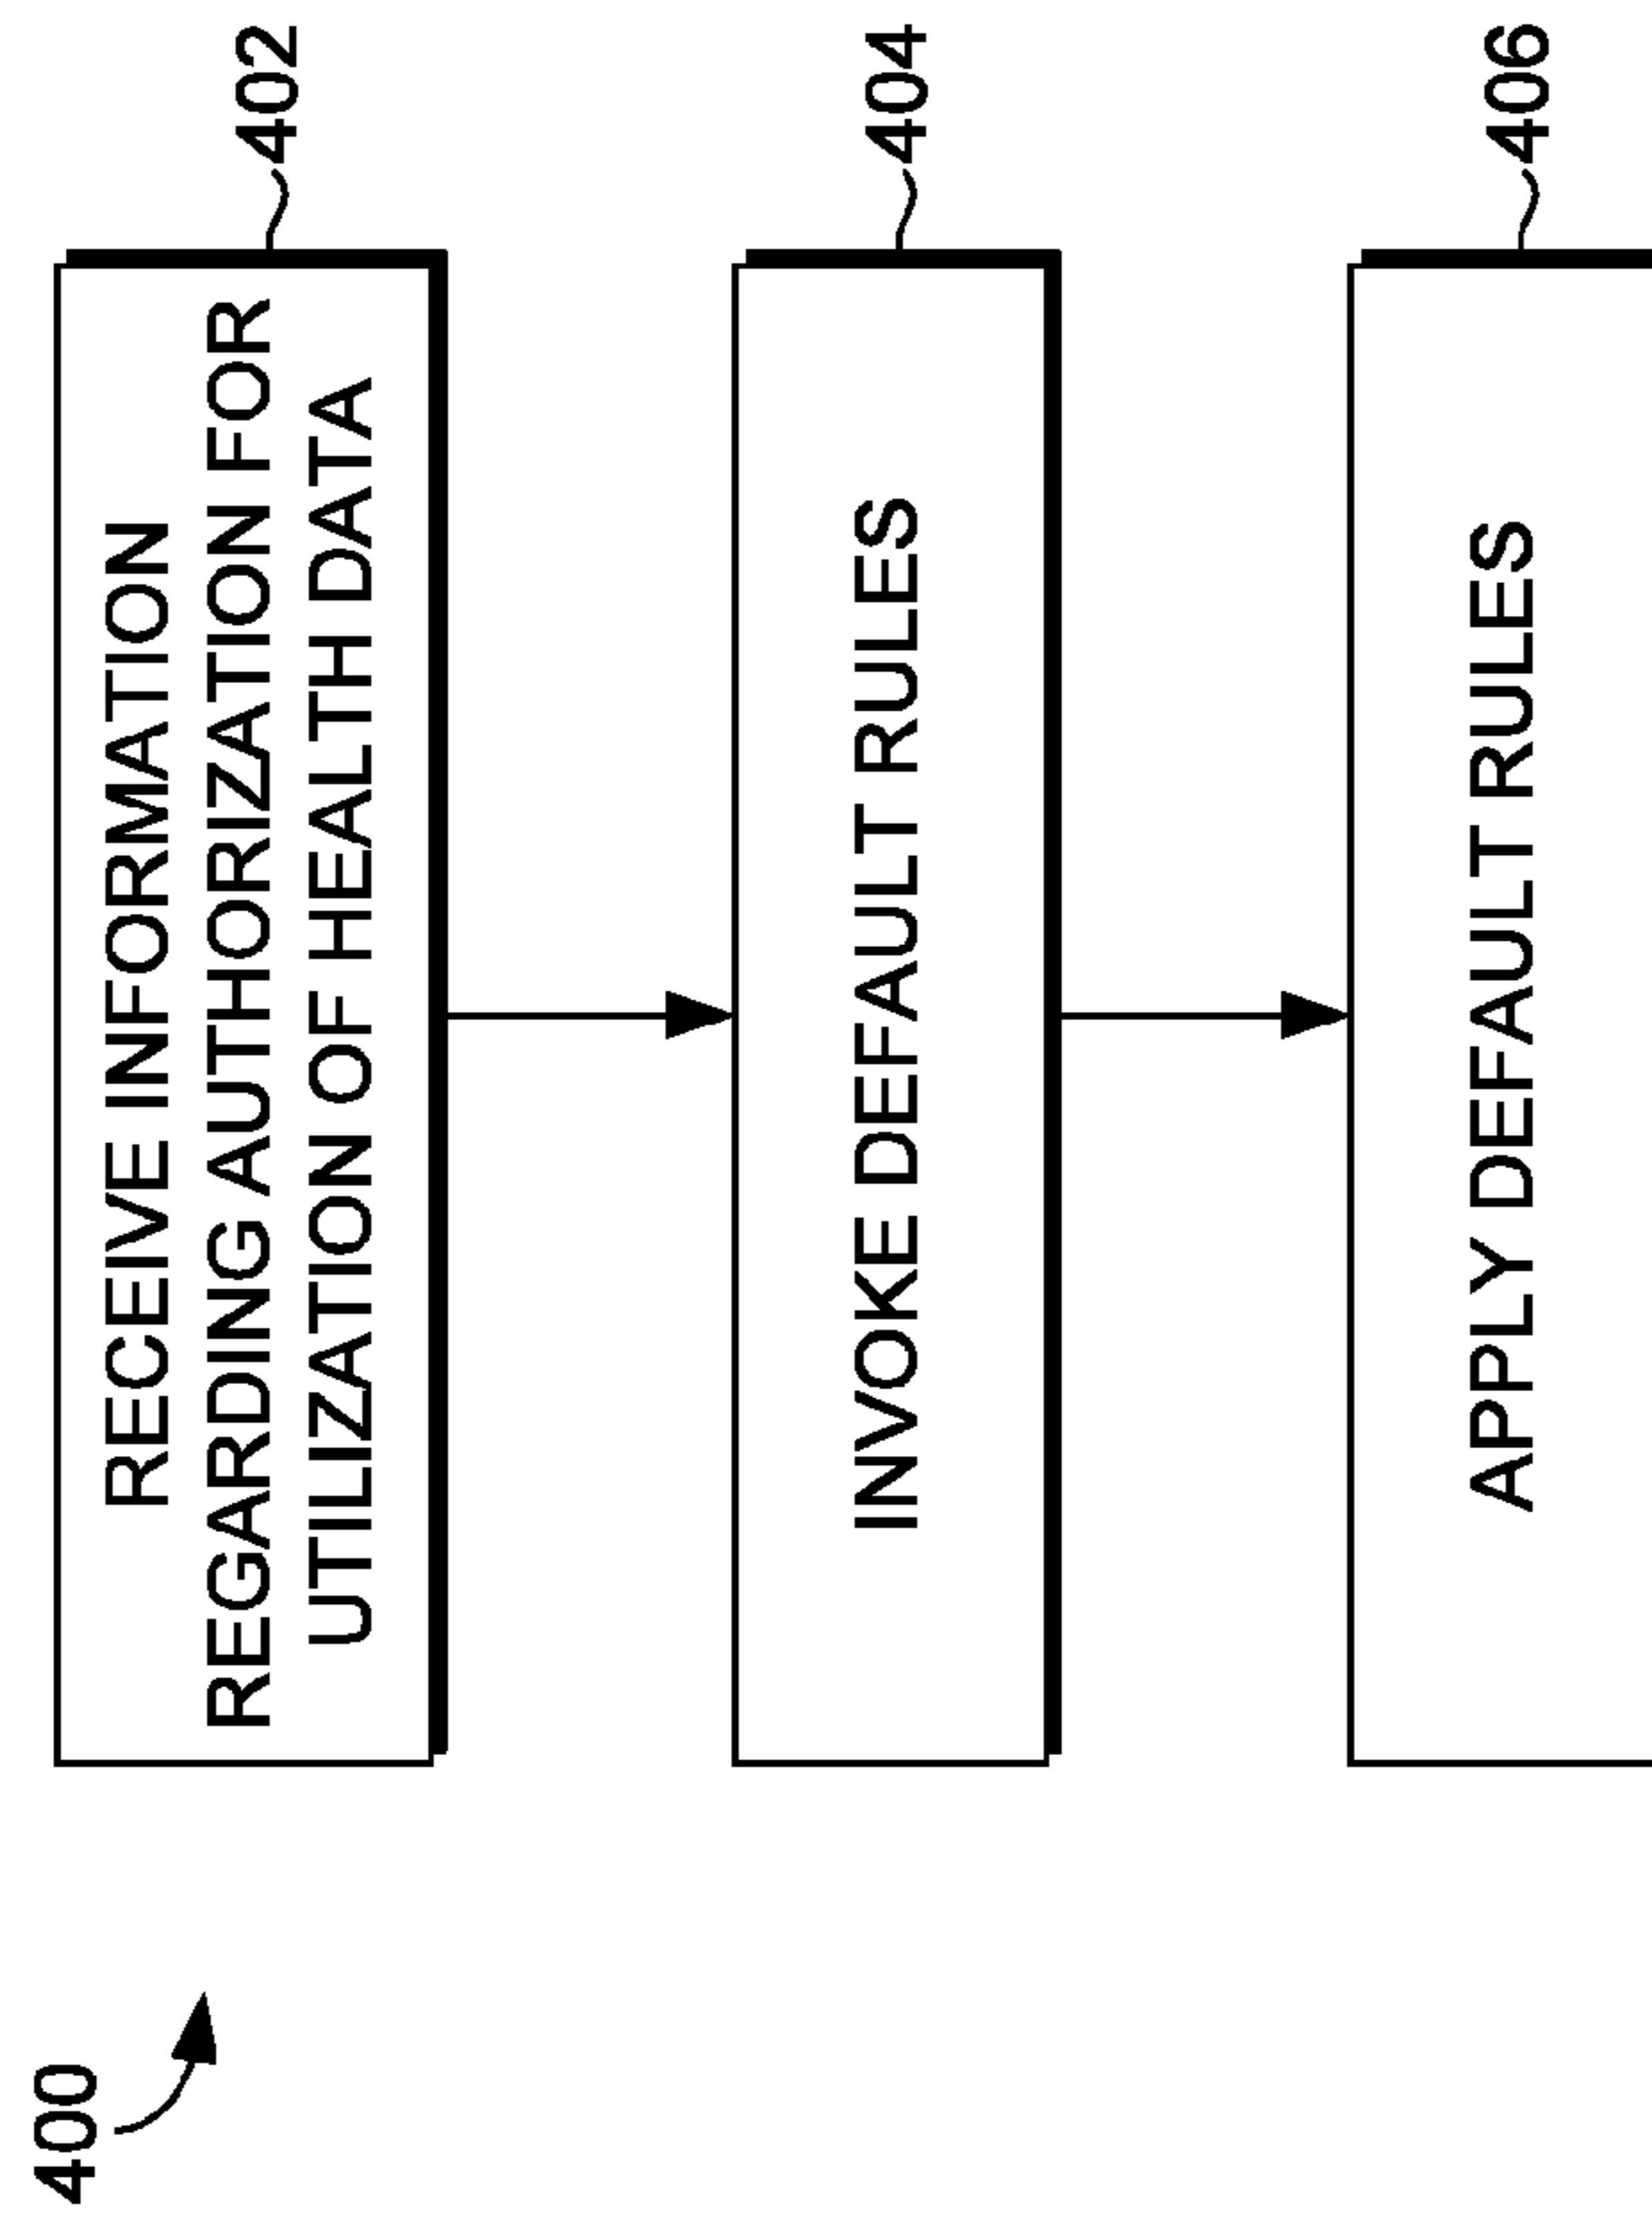 400
RECEIVE INFORMATION
REGARDING AUTHORIZATION FOR
UTILIZATION OF HEALTH DATA
402
INVOKE DEFAULT RULES
404
APPLY DEFAULT RULES
406